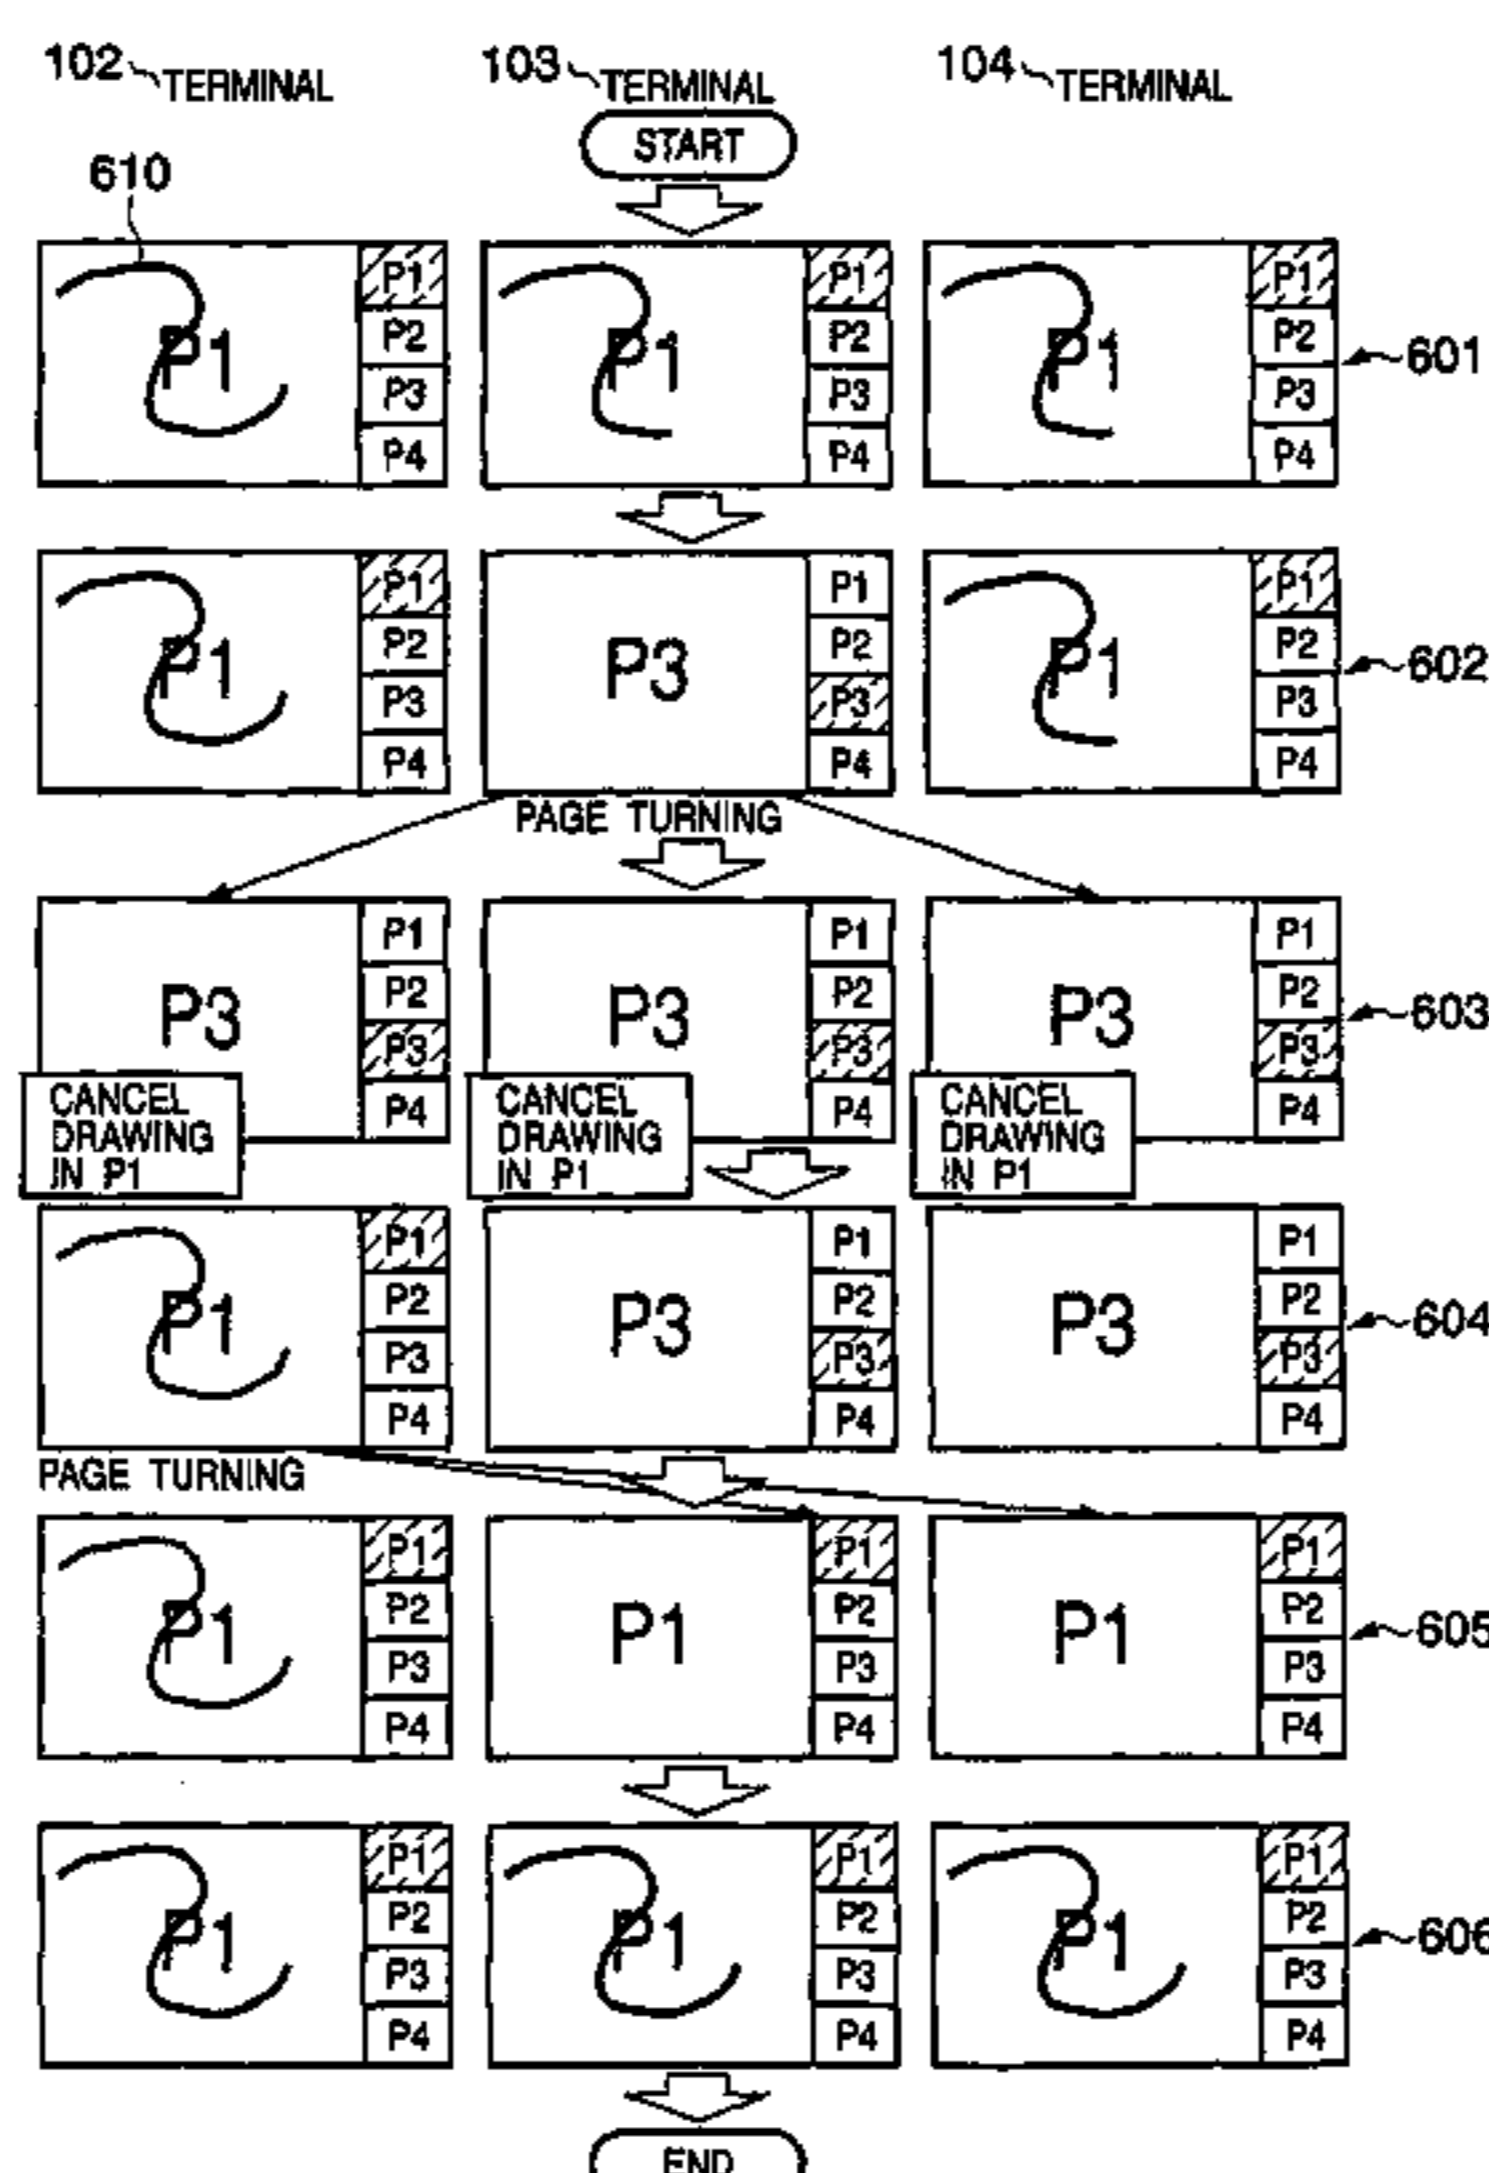 102 TERMINAL 103 TERMINAL 104 TERMINAL
START
610
P1 P1 P1 P1 P1 P1
P2 P2 P2
601
P3 P3 P3
P4 P4 P4
P1 P1 P3 P1 P1 P1
P2 P2 P2
602
P3 P3 P3
P4 P4 P4
PAGE TURNING
P3 P1 P3 P1 P3 P1
P2 P2 P2
603
P3 P3 P3
P4 P4 P4
CANCEL DRAWING IN P1
CANCEL DRAWING IN P1
CANCEL DRAWING IN P1
P1 P1 P3 P1 P3 P1
P2 P2 P2
604
P3 P3 P3
P4 P4 P4
PAGE TURNING
P1 P1 P1 P1 P1 P1
P2 P2 P2
605
P3 P3 P3
P4 P4 P4
P1 P1 P1 P1 P1 P1
P2 P2 P2
606
P3 P3 P3
P4 P4 P4
END